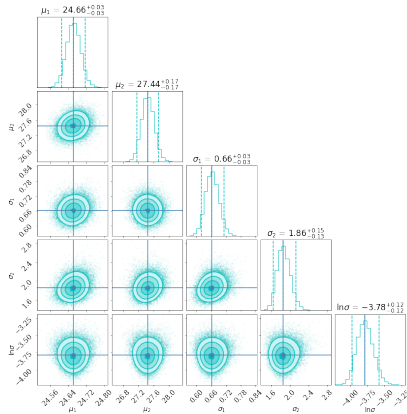 μ₁ = 24.66⁺⁰·⁰³₋₀.₀₃
μ₂ = 27.44⁺⁰·¹⁷₋₀.₁₇
σ₁ = 0.66⁺⁰·⁰³₋₀.₀₃
σ₂ = 1.86⁺⁰·¹⁵₋₀.₁₃
lnσ = −3.78⁺⁰·¹²₋₀.₁₂
μ₂
28.0
27.6
27.2
26.8
σ₁
0.84
0.78
0.72
0.66
0.60
σ₂
2.8
2.4
2.0
1.6
lnσ
−3.25
−3.50
−3.75
−4.00
24.56 24.64 24.72 24.80
26.8 27.2 27.6 28.0
0.60 0.66 0.72 0.78 0.84
1.6 2.0 2.4 2.8
−4.00 −3.75 −3.50 −3.25
μ₁ μ₂ σ₁ σ₂ lnσ